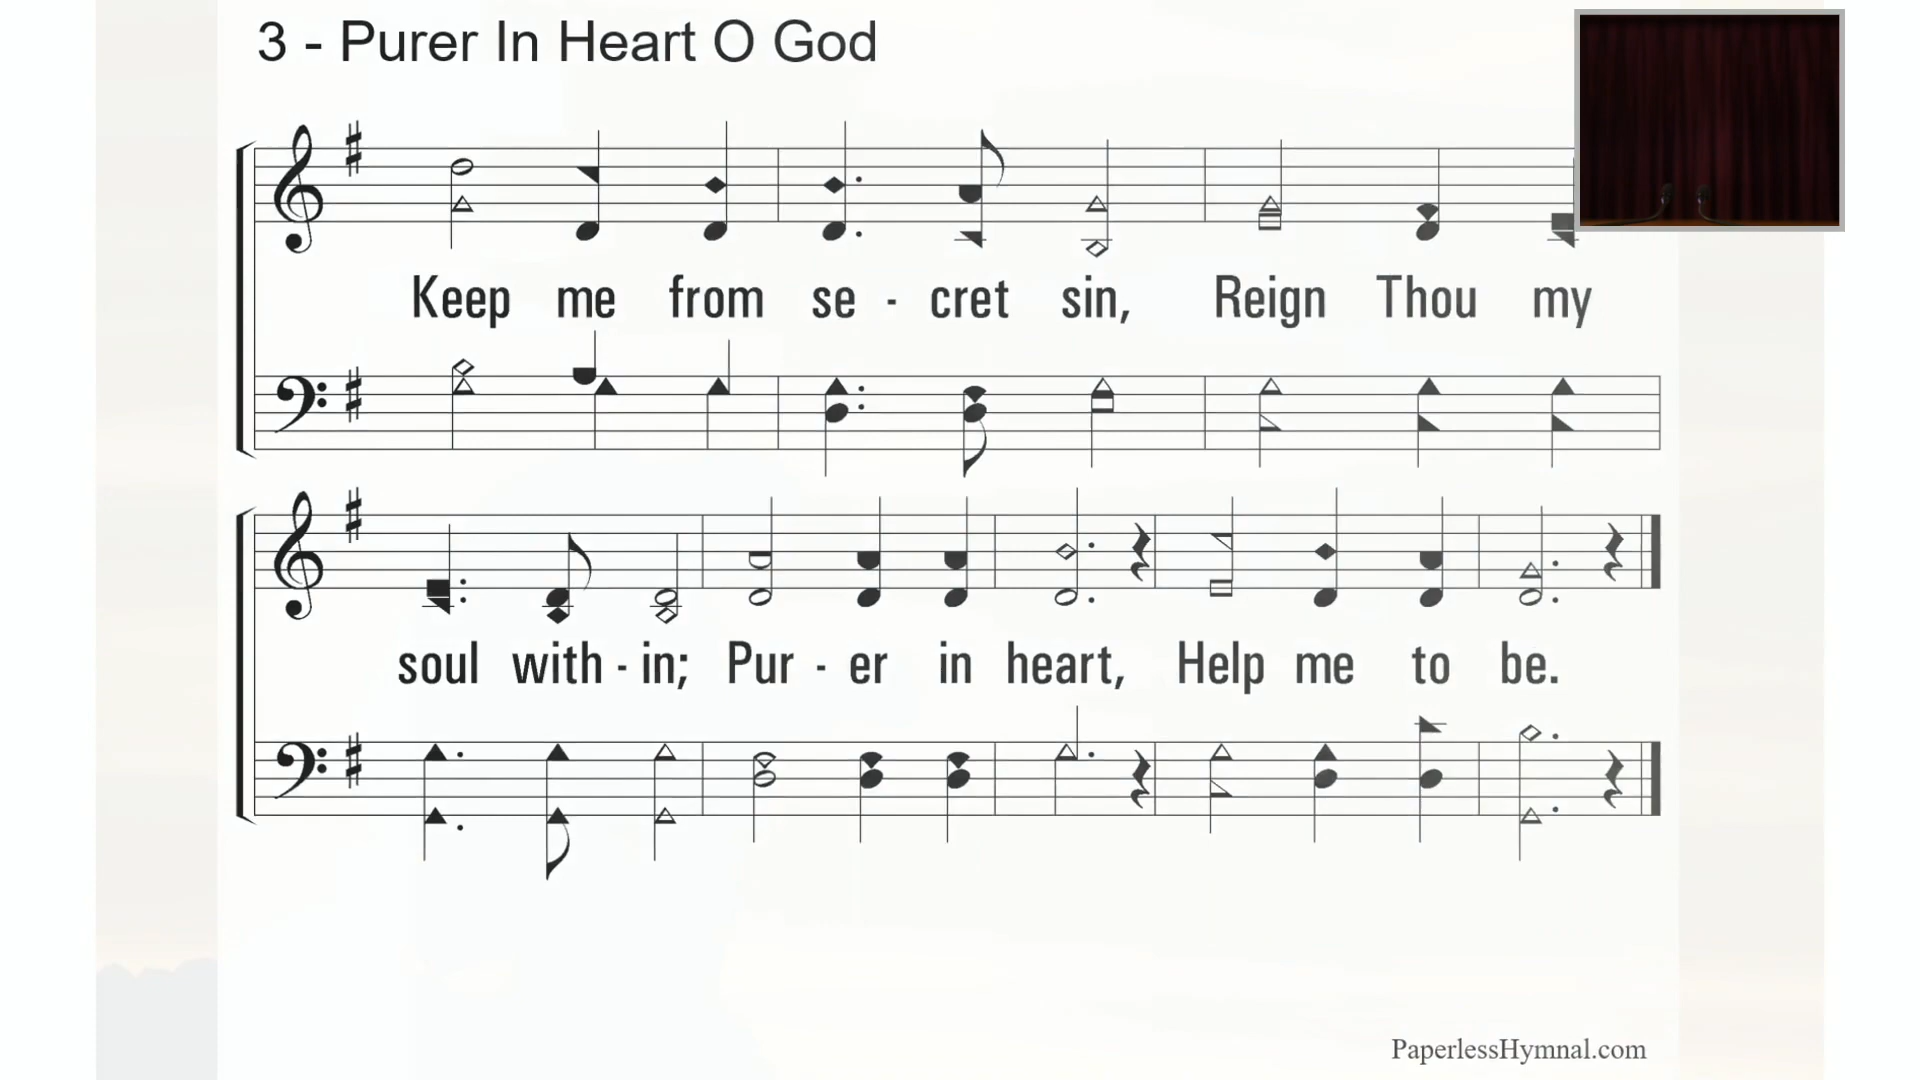 3 - Purer In Heart O God
Keep me from se - cret sin, Reign Thou my
soul with - in; Pur - er in heart, Help me to be.
PaperlessHymnal.com